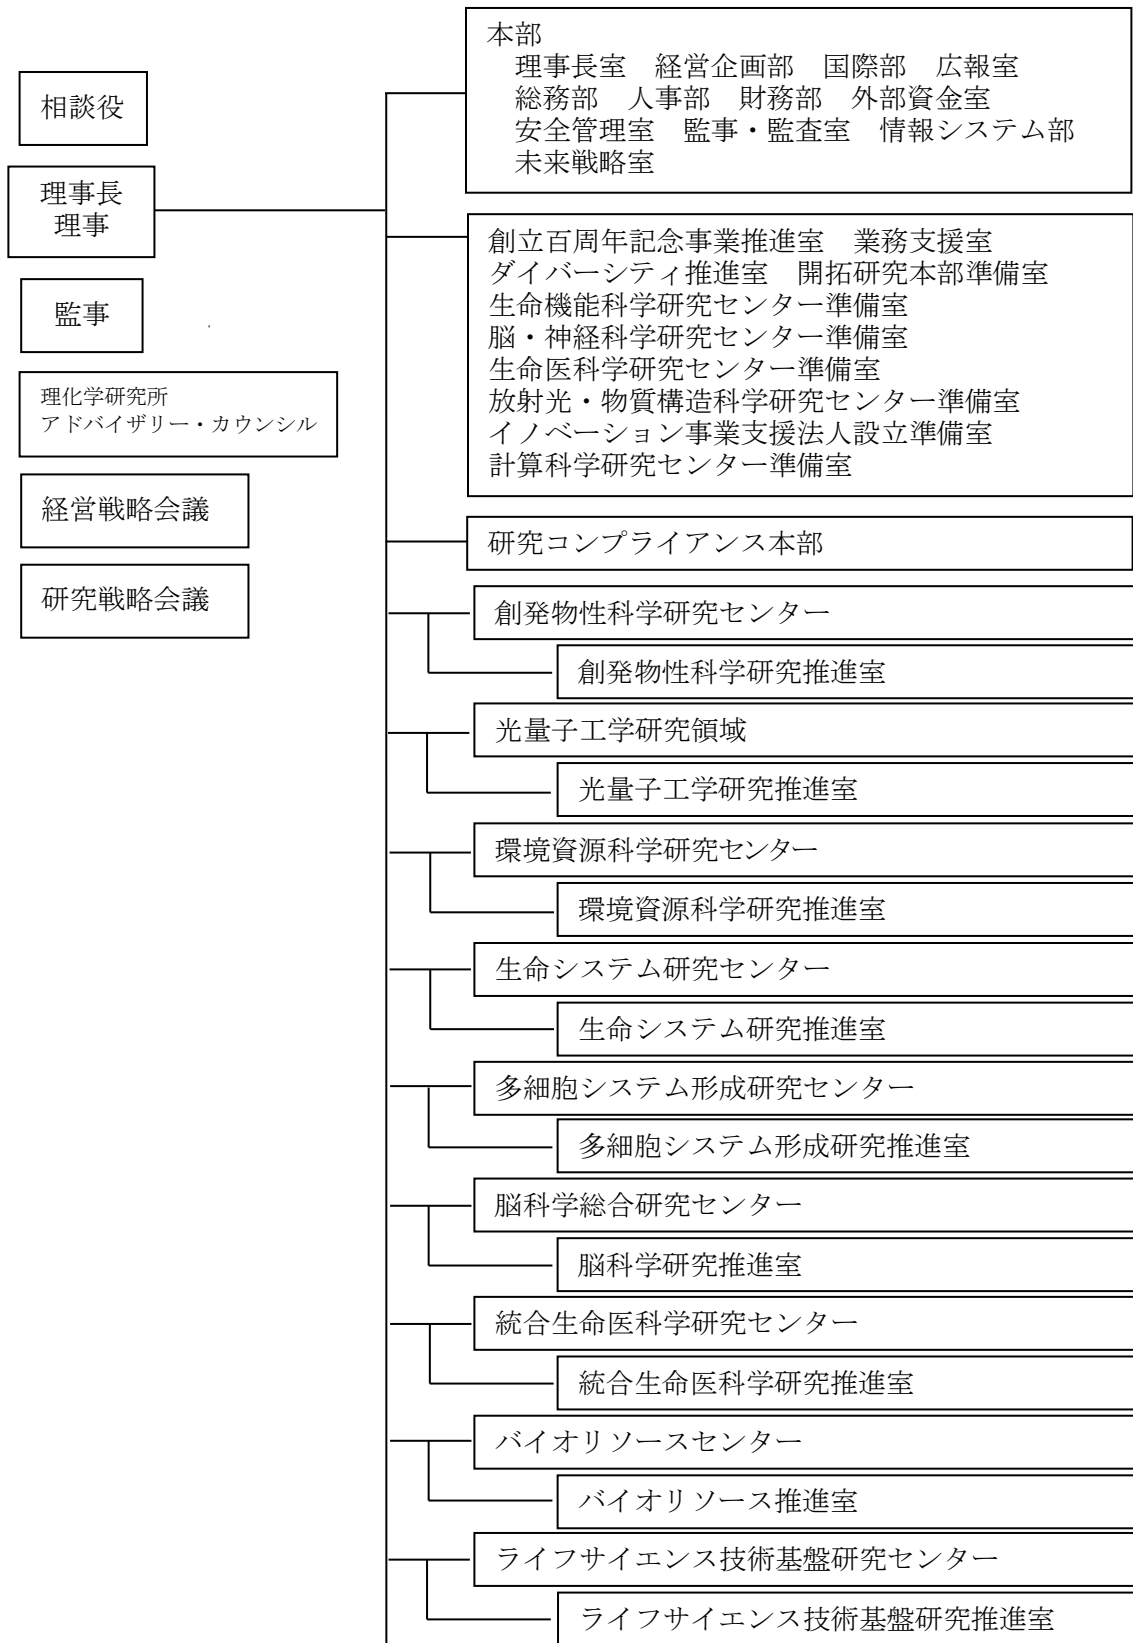 相談役
理事長
理事
監事
理化学研究所
アドバイザリー・カウンシル
経営戦略会議
研究戦略会議
本部
理事長室　経営企画部　国際部　広報室
総務部　人事部　財務部　外部資金室
安全管理室　監事・監査室　情報システム部
未来戦略室
創立百周年記念事業推進室　業務支援室
ダイバーシティ推進室　開拓研究本部準備室
生命機能科学研究センター準備室
脳・神経科学研究センター準備室
生命医科学研究センター準備室
放射光・物質構造科学研究センター準備室
イノベーション事業支援法人設立準備室
計算科学研究センター準備室
研究コンプライアンス本部
創発物性科学研究センター
創発物性科学研究推進室
光量子工学研究領域
光量子工学研究推進室
環境資源科学研究センター
環境資源科学研究推進室
生命システム研究センター
生命システム研究推進室
多細胞システム形成研究センター
多細胞システム形成研究推進室
脳科学総合研究センター
脳科学研究推進室
統合生命医科学研究センター
統合生命医科学研究推進室
バイオリソースセンター
バイオリソース推進室
ライフサイエンス技術基盤研究センター
ライフサイエンス技術基盤研究推進室